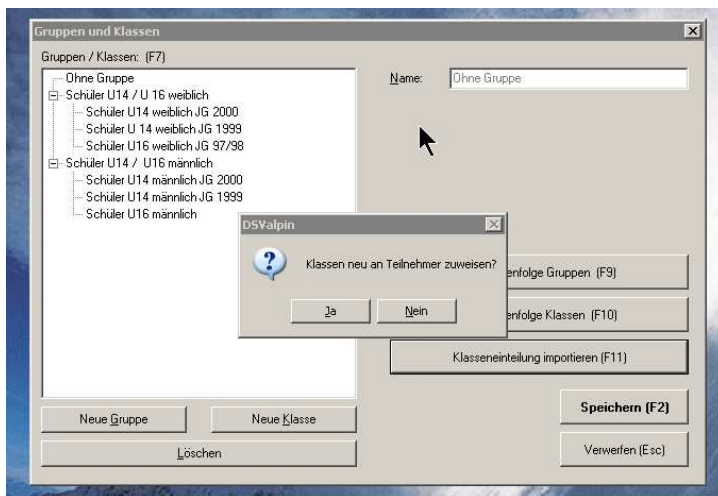 Gruppen und Klassen
Gruppen / Klassen: (F7)
Ohne Gruppe
Schüler U14 / U 16 weiblich
Schüler U14 weiblich JG 2000
Schüler U 14 weiblich JG 1999
Schüler U16 weiblich JG 97/98
Schüler U14 / U16 männlich
Schüler U14 männlich JG 2000
Schüler U14 männlich JG 1999
Schüler U16 männlich
Name: Ohne Gruppe
DSValpin
Klassen neu an Teilnehmer zuweisen?
Ja Nein
enfolge Gruppen (F9)
enfolge Klassen (F10)
Klasseneinteilung importieren (F11)
Neue Gruppe Neue Klasse
Löschen
Speichern (F2)
Verwerfen (Esc)